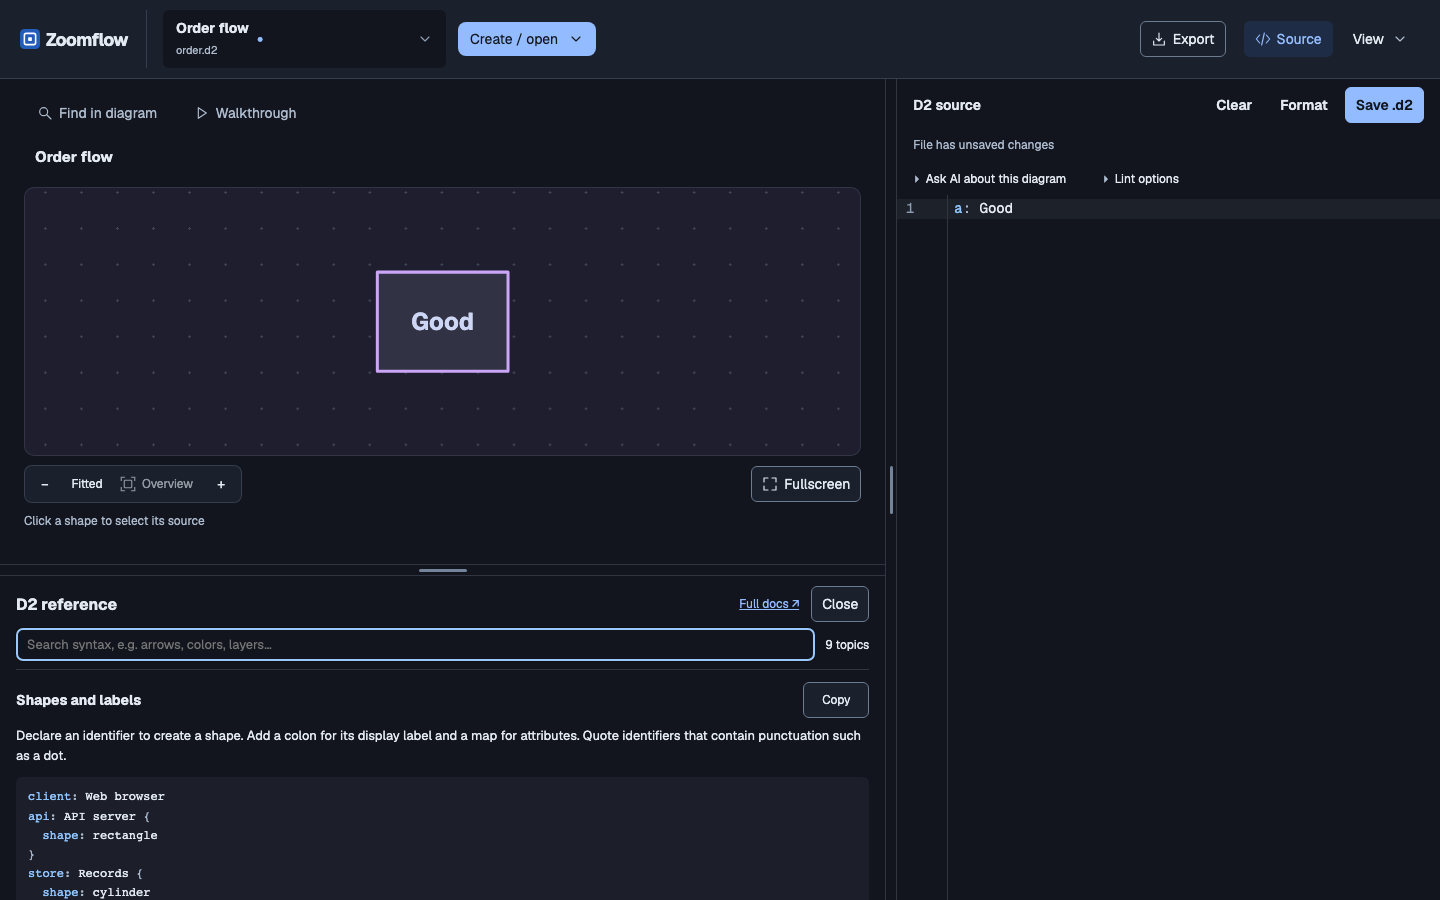 Zoomflow
Order flow
order.d2
Create / open
Export
</> Source
View
Find in diagram
Walkthrough
Order flow
Good
− Fitted Overview +
Fullscreen
Click a shape to select its source
D2 source
Clear
Format
Save .d2
File has unsaved changes
Ask AI about this diagram
Lint options
1 a: Good
D2 reference
Full docs ↗
Close
Search syntax, e.g. arrows, colors, layers…
9 topics
Shapes and labels
Copy
Declare an identifier to create a shape. Add a colon for its display label and a map for attributes. Quote identifiers that contain punctuation such
as a dot.
client: Web browser
api: API server {
  shape: rectangle
}
store: Records {
  shape: cylinder